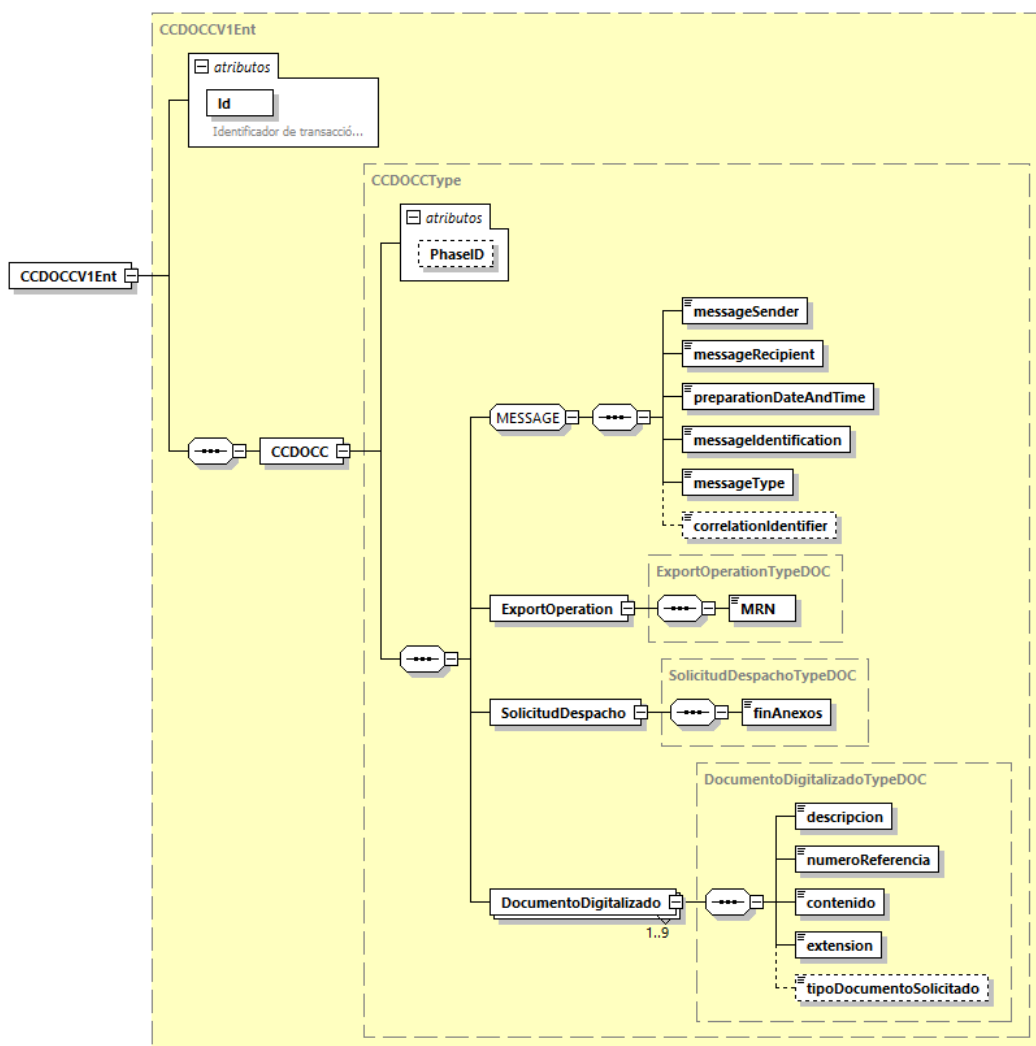 CCDOCCV1Ent
atributos
Id
Identificador de transacció...
CCDOCCType
atributos
PhaseID
CCDOCCV1Ent
messageSender
messageRecipient
preparationDateAndTime
MESSAGE
messageIdentification
CCDOCC
messageType
correlationIdentifier
ExportOperationTypeDOC
ExportOperation
MRN
SolicitudDespachoTypeDOC
SolicitudDespacho
finAnexos
DocumentoDigitalizadoTypeDOC
descripcion
numeroReferencia
DocumentoDigitalizado
contenido
1..9
extension
tipoDocumentoSolicitado